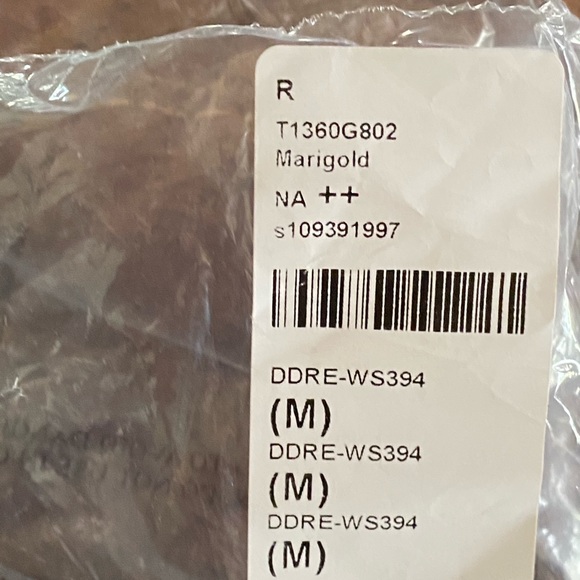 R
T1360G802
Marigold
NA ++
s109391997
DDRE-WS394
(M)
DDRE-WS394
(M)
DDRE-WS394
(M)